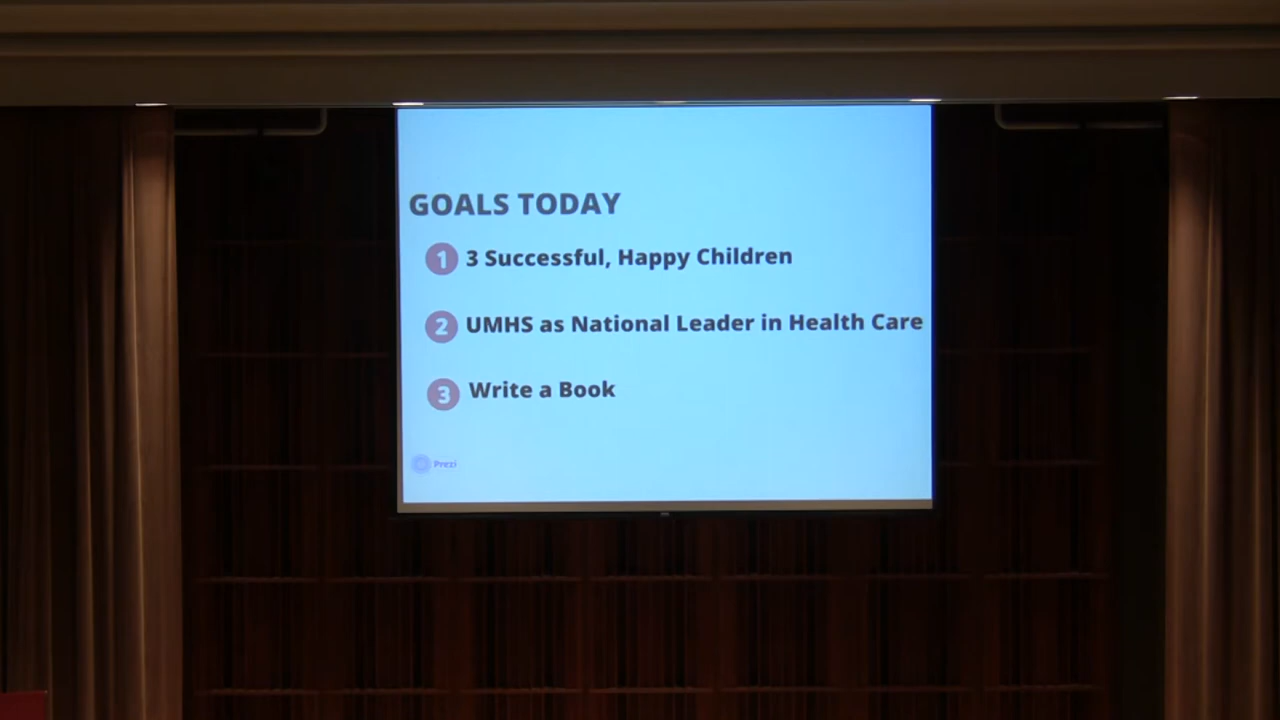 GOALS TODAY
1 3 Successful, Happy Children
2 UMHS as National Leader in Health Care
3 Write a Book
Prezi